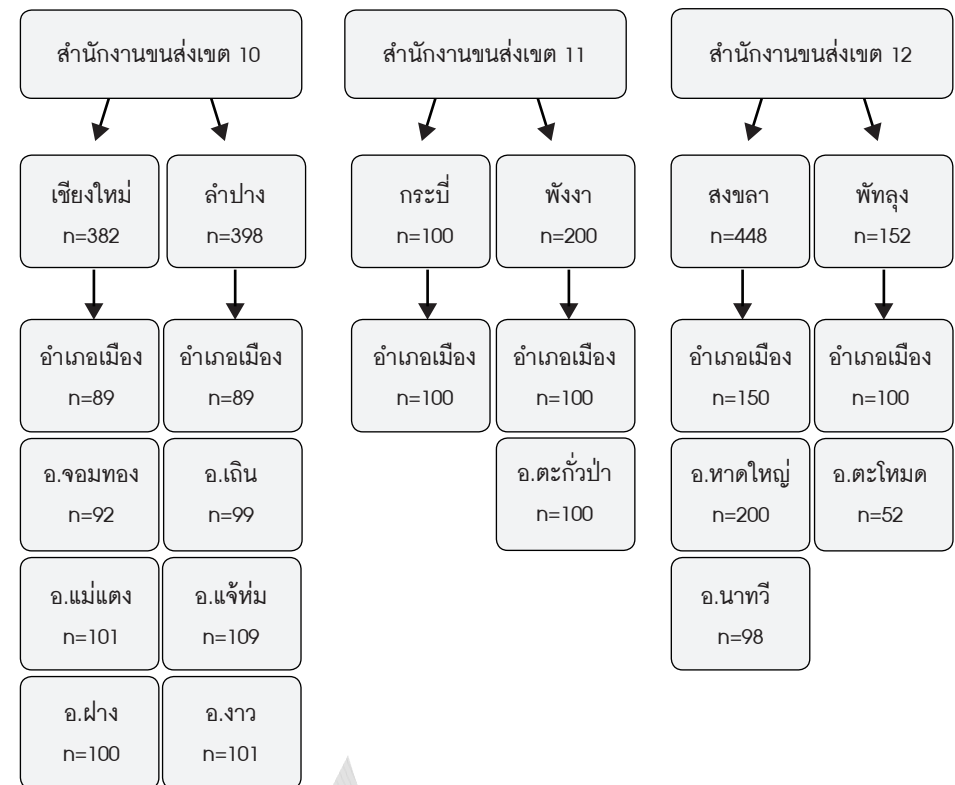 สำนักงานขนส่งเขต 10
สำนักงานขนส่งเขต 11
สำนักงานขนส่งเขต 12
เชียงใหม่
n=382
ลำปาง
n=398
กระบี่
n=100
พังงา
n=200
สงขลา
n=448
พัทลุง
n=152
อำเภอเมือง
n=89
อำเภอเมือง
n=89
อำเภอเมือง
n=100
อำเภอเมือง
n=100
อำเภอเมือง
n=150
อำเภอเมือง
n=100
อ.จอมทอง
n=92
อ.เถิน
n=99
อ.ตะกั่วป่า
n=100
อ.หาดใหญ่
n=200
อ.ตะโหมด
n=52
อ.แม่แตง
n=101
อ.แจ้ห่ม
n=109
อ.นาทวี
n=98
อ.ฝาง
n=100
อ.งาว
n=101